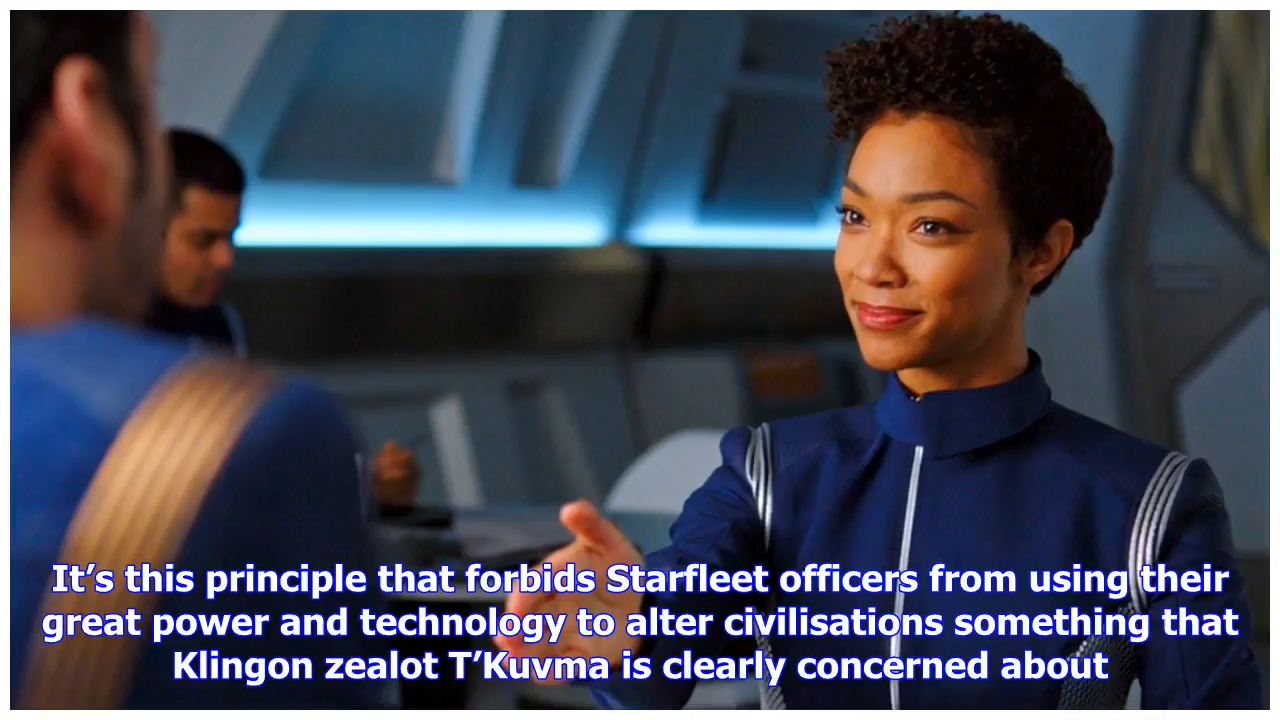 It’s this principle that forbids Starfleet officers from using their
great power and technology to alter civilisations something that
Klingon zealot T’Kuvma is clearly concerned about